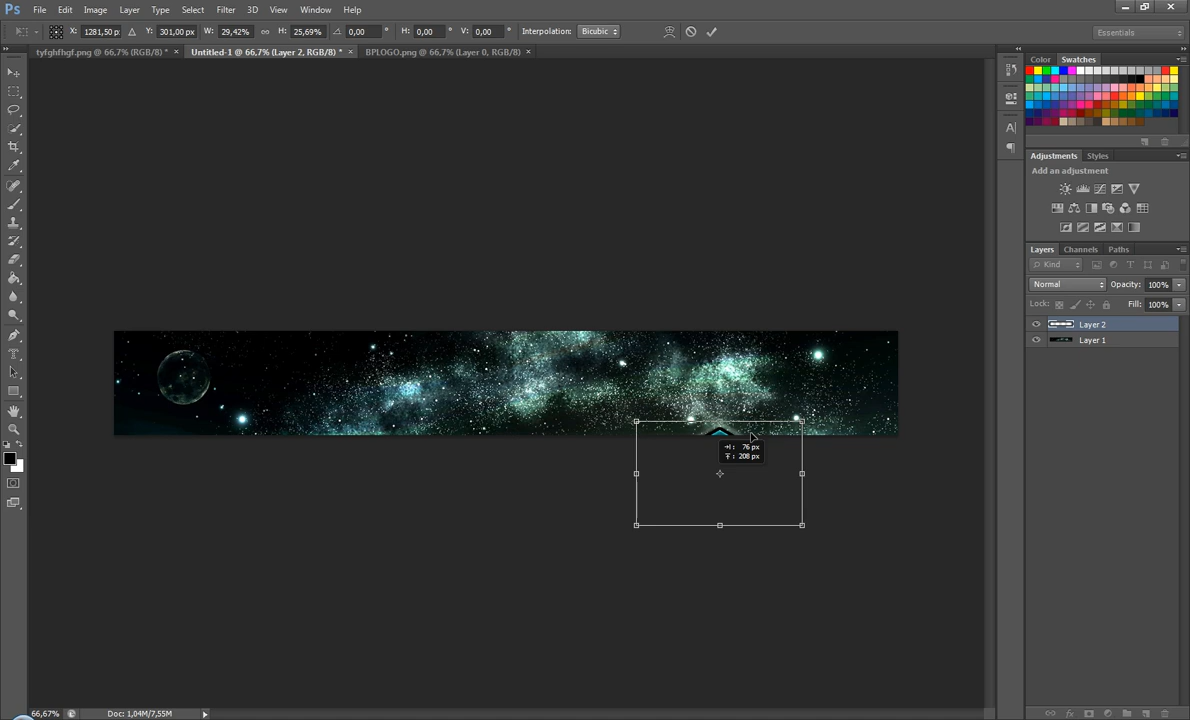 Ps File Edit Image Layer Type Select Filter 3D View Window Help
X: 1281,50 px Y: 301,00 px W: 29,42% H: 25,69% 0,00 ° H: 0,00 ° V: 0,00 ° Interpolation: Bicubic Essentials
tyfghfhgf.png @ 66,7% (RGB/8) * × Untitled-1 @ 66,7% (Layer 2, RGB/8) * × BPLOGO.png @ 66,7% (Layer 0, RGB/8) ×
Color Swatches
Adjustments Styles
Add an adjustment
Layers Channels Paths
Kind
Normal Opacity: 100%
Lock: Fill: 100%
Layer 2
Layer 1
76 px
208 px
66,67% Doc: 1,04M/7,55M